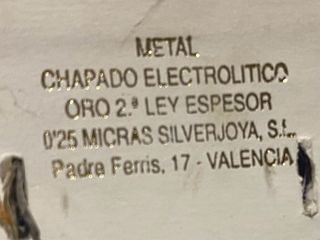 METAL
CHAPADO ELECTROLITICO
ORO 2.ª LEY ESPESOR
0'25 MICRAS SILVERJOYA, S.L.
Padre Ferris, 17 - VALENCIA